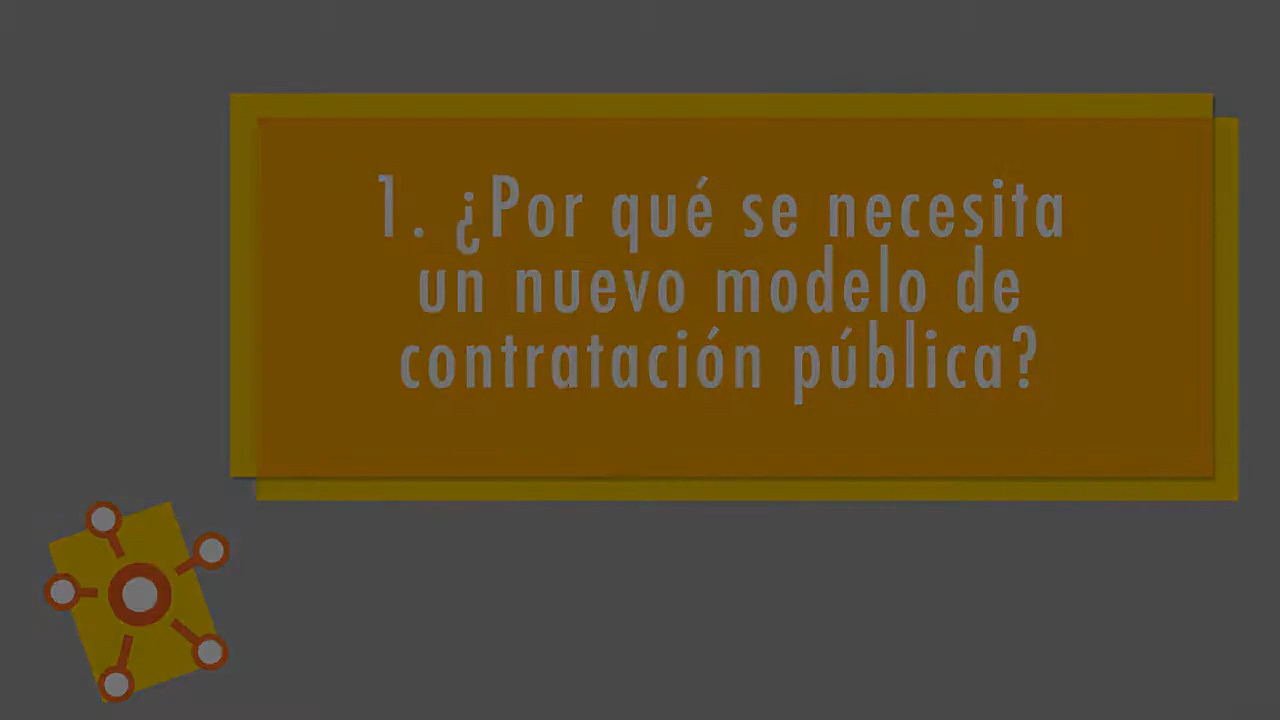 1. ¿Por qué se necesita
un nuevo modelo de
contratación pública?